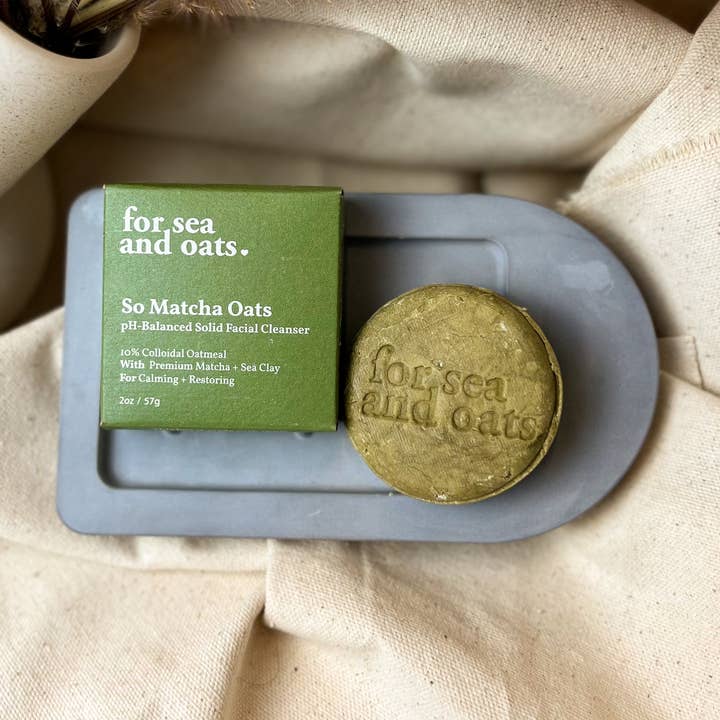 for sea
and oats.
So Matcha Oats
pH-Balanced Solid Facial Cleanser
10% Colloidal Oatmeal
With Premium Matcha + Sea Clay
For Calming + Restoring
2oz / 57g
for sea
and oats